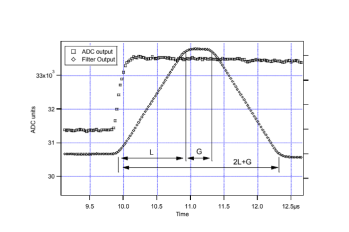 ADC output
Filter Output
33x10³
32
31
30
ADC units
L
G
2L+G
9.5
10.0
10.5
11.0
11.5
12.0
12.5µs
Time